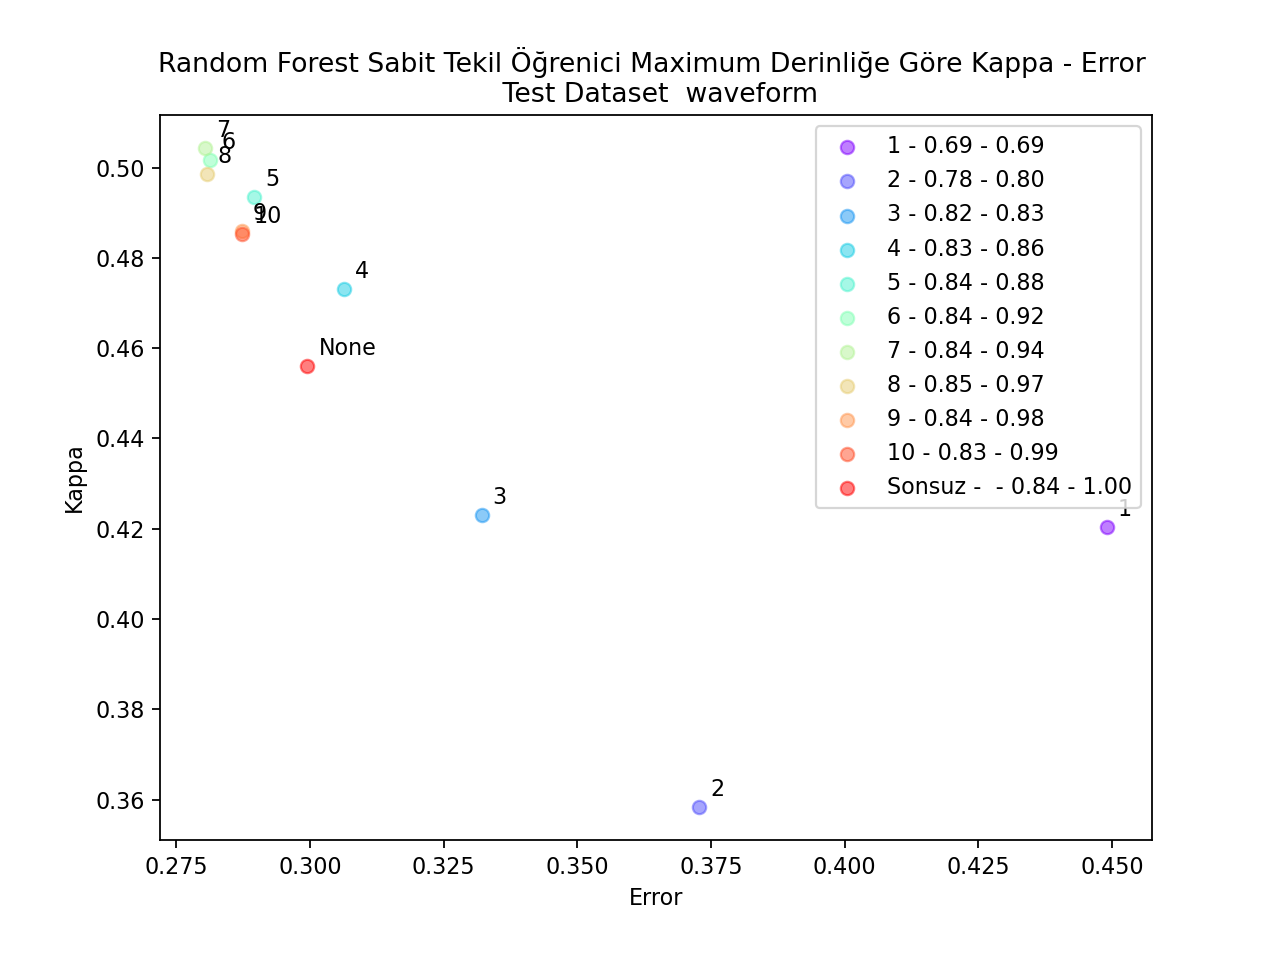 Random Forest Sabit Tekil Öğrenici Maximum Derinliğe Göre Kappa - Error
Test Dataset  waveform
7
6
8
5
9
10
4
None
3
1
2
1 - 0.69 - 0.69
2 - 0.78 - 0.80
3 - 0.82 - 0.83
4 - 0.83 - 0.86
5 - 0.84 - 0.88
6 - 0.84 - 0.92
7 - 0.84 - 0.94
8 - 0.85 - 0.97
9 - 0.84 - 0.98
10 - 0.83 - 0.99
Sonsuz -  - 0.84 - 1.00
Kappa
0.50
0.48
0.46
0.44
0.42
0.40
0.38
0.36
0.275 0.300 0.325 0.350 0.375 0.400 0.425 0.450
Error